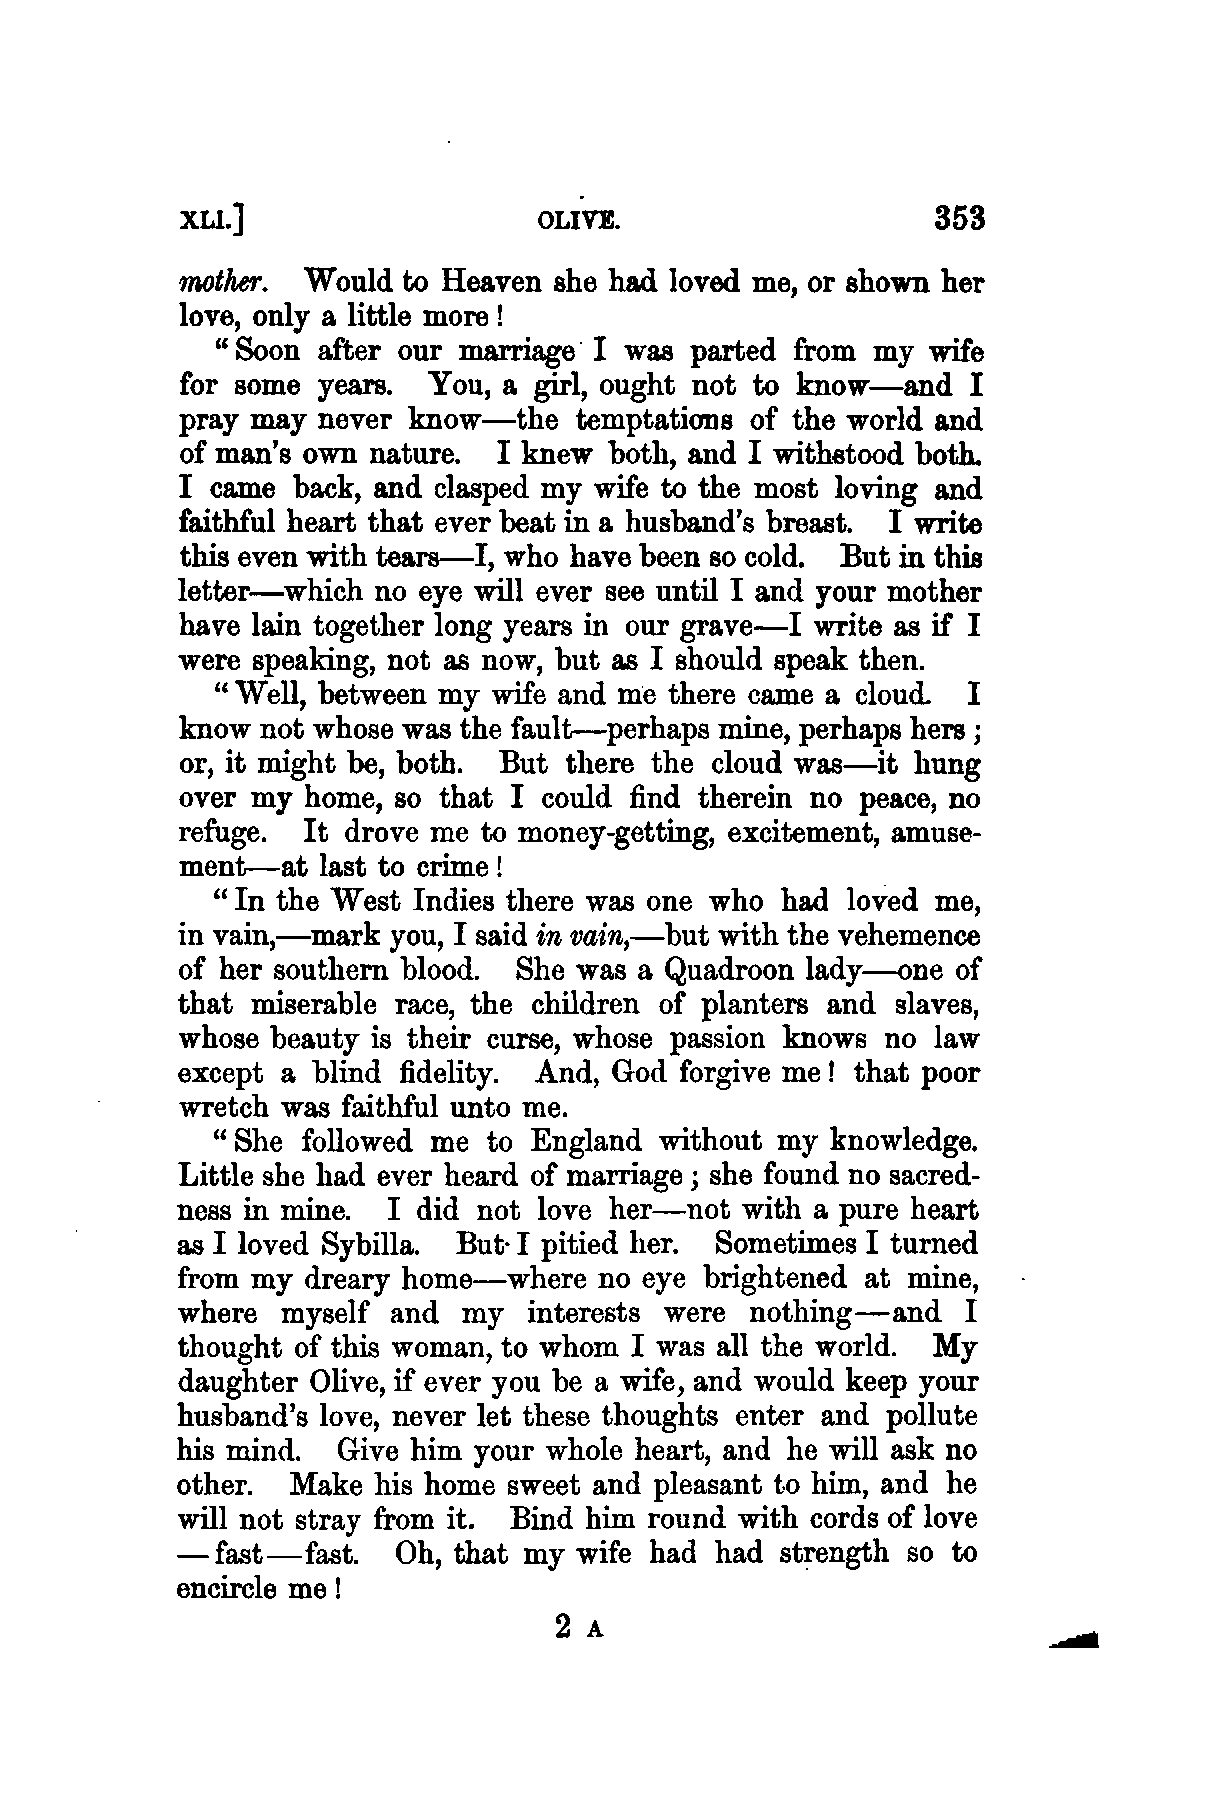 XLI.] OLIVE. 353
mother. Would to Heaven she had loved me, or shown her
love, only a little more !
“Soon after our marriage I was parted from my wife
for some years. You, a girl, ought not to know—and I
pray may never know—the temptations of the world and
of man’s own nature. I knew both, and I withstood both.
I came back, and clasped my wife to the most loving and
faithful heart that ever beat in a husband’s breast. I write
this even with tears—I, who have been so cold. But in this
letter—which no eye will ever see until I and your mother
have lain together long years in our grave—I write as if I
were speaking, not as now, but as I should speak then.
“Well, between my wife and me there came a cloud. I
know not whose was the fault—perhaps mine, perhaps hers ;
or, it might be, both. But there the cloud was—it hung
over my home, so that I could find therein no peace, no
refuge. It drove me to money-getting, excitement, amuse-
ment—at last to crime !
“In the West Indies there was one who had loved me,
in vain,—mark you, I said in vain,—but with the vehemence
of her southern blood. She was a Quadroon lady—one of
that miserable race, the children of planters and slaves,
whose beauty is their curse, whose passion knows no law
except a blind fidelity. And, God forgive me ! that poor
wretch was faithful unto me.
“She followed me to England without my knowledge.
Little she had ever heard of marriage ; she found no sacred-
ness in mine. I did not love her—not with a pure heart
as I loved Sybilla. But I pitied her. Sometimes I turned
from my dreary home—where no eye brightened at mine,
where myself and my interests were nothing—and I
thought of this woman, to whom I was all the world. My
daughter Olive, if ever you be a wife, and would keep your
husband’s love, never let these thoughts enter and pollute
his mind. Give him your whole heart, and he will ask no
other. Make his home sweet and pleasant to him, and he
will not stray from it. Bind him round with cords of love
—fast—fast. Oh, that my wife had had strength so to
encircle me !
2 A